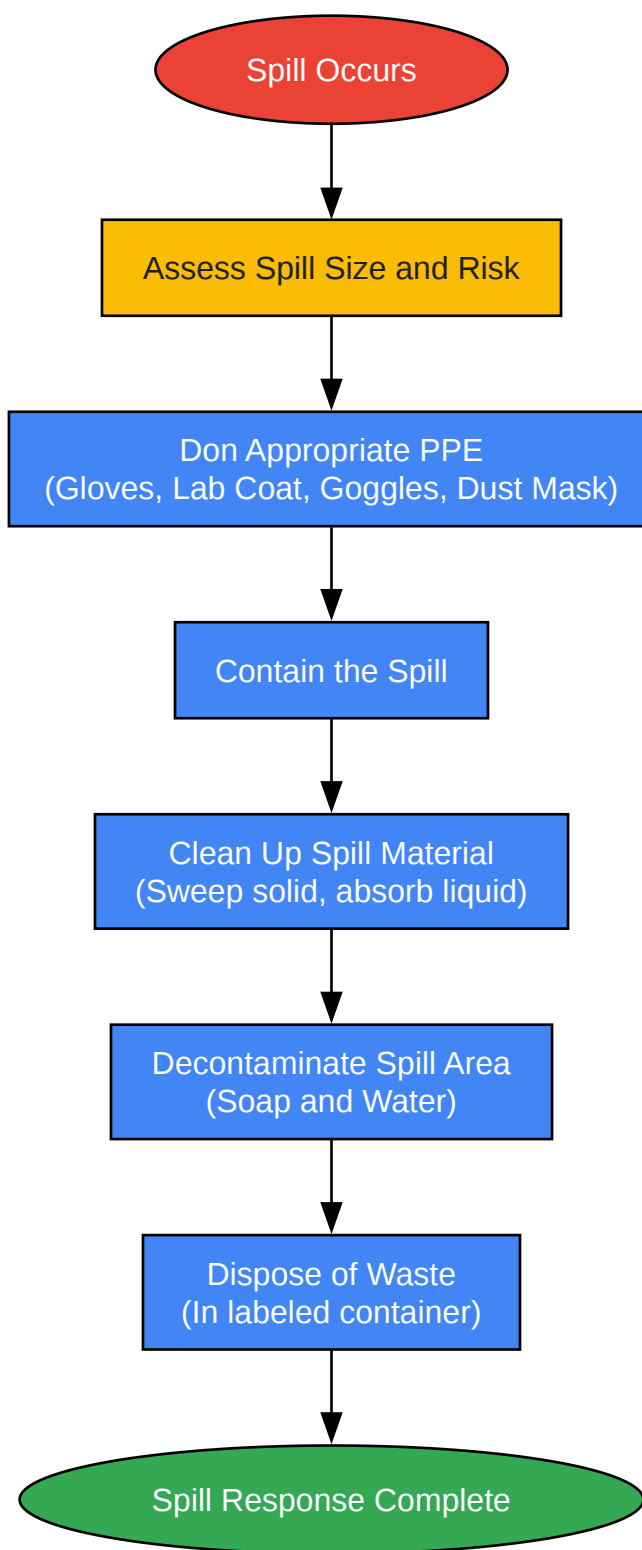 Spill Occurs
Assess Spill Size and Risk
Don Appropriate PPE
(Gloves, Lab Coat, Goggles, Dust Mask)
Contain the Spill
Clean Up Spill Material
(Sweep solid, absorb liquid)
Decontaminate Spill Area
(Soap and Water)
Dispose of Waste
(In labeled container)
Spill Response Complete